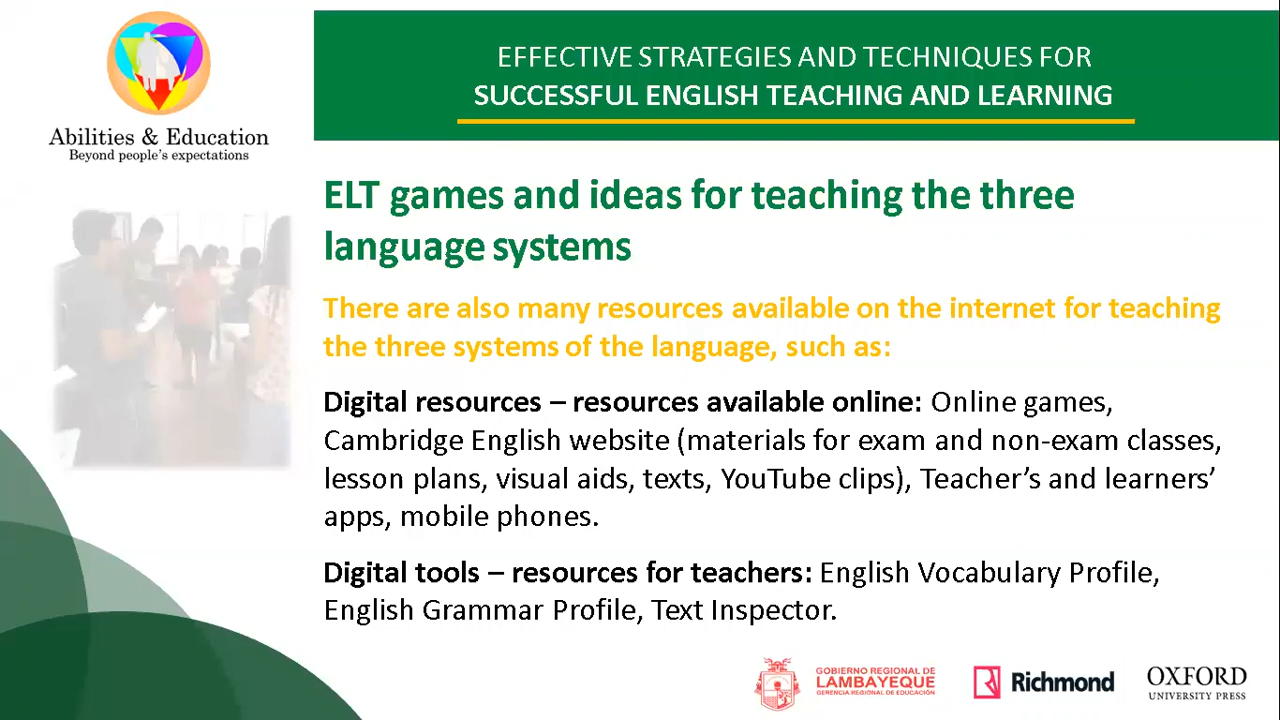 Abilities & Education
Beyond people's expectations
EFFECTIVE STRATEGIES AND TECHNIQUES FOR
SUCCESSFUL ENGLISH TEACHING AND LEARNING
ELT games and ideas for teaching the three
language systems
There are also many resources available on the internet for teaching
the three systems of the language, such as:
Digital resources – resources available online: Online games,
Cambridge English website (materials for exam and non-exam classes,
lesson plans, visual aids, texts, YouTube clips), Teacher’s and learners’
apps, mobile phones.
Digital tools – resources for teachers: English Vocabulary Profile,
English Grammar Profile, Text Inspector.
GOBIERNO REGIONAL DE
LAMBAYEQUE
GERENCIA REGIONAL DE EDUCACIÓN
Richmond
OXFORD
UNIVERSITY PRESS